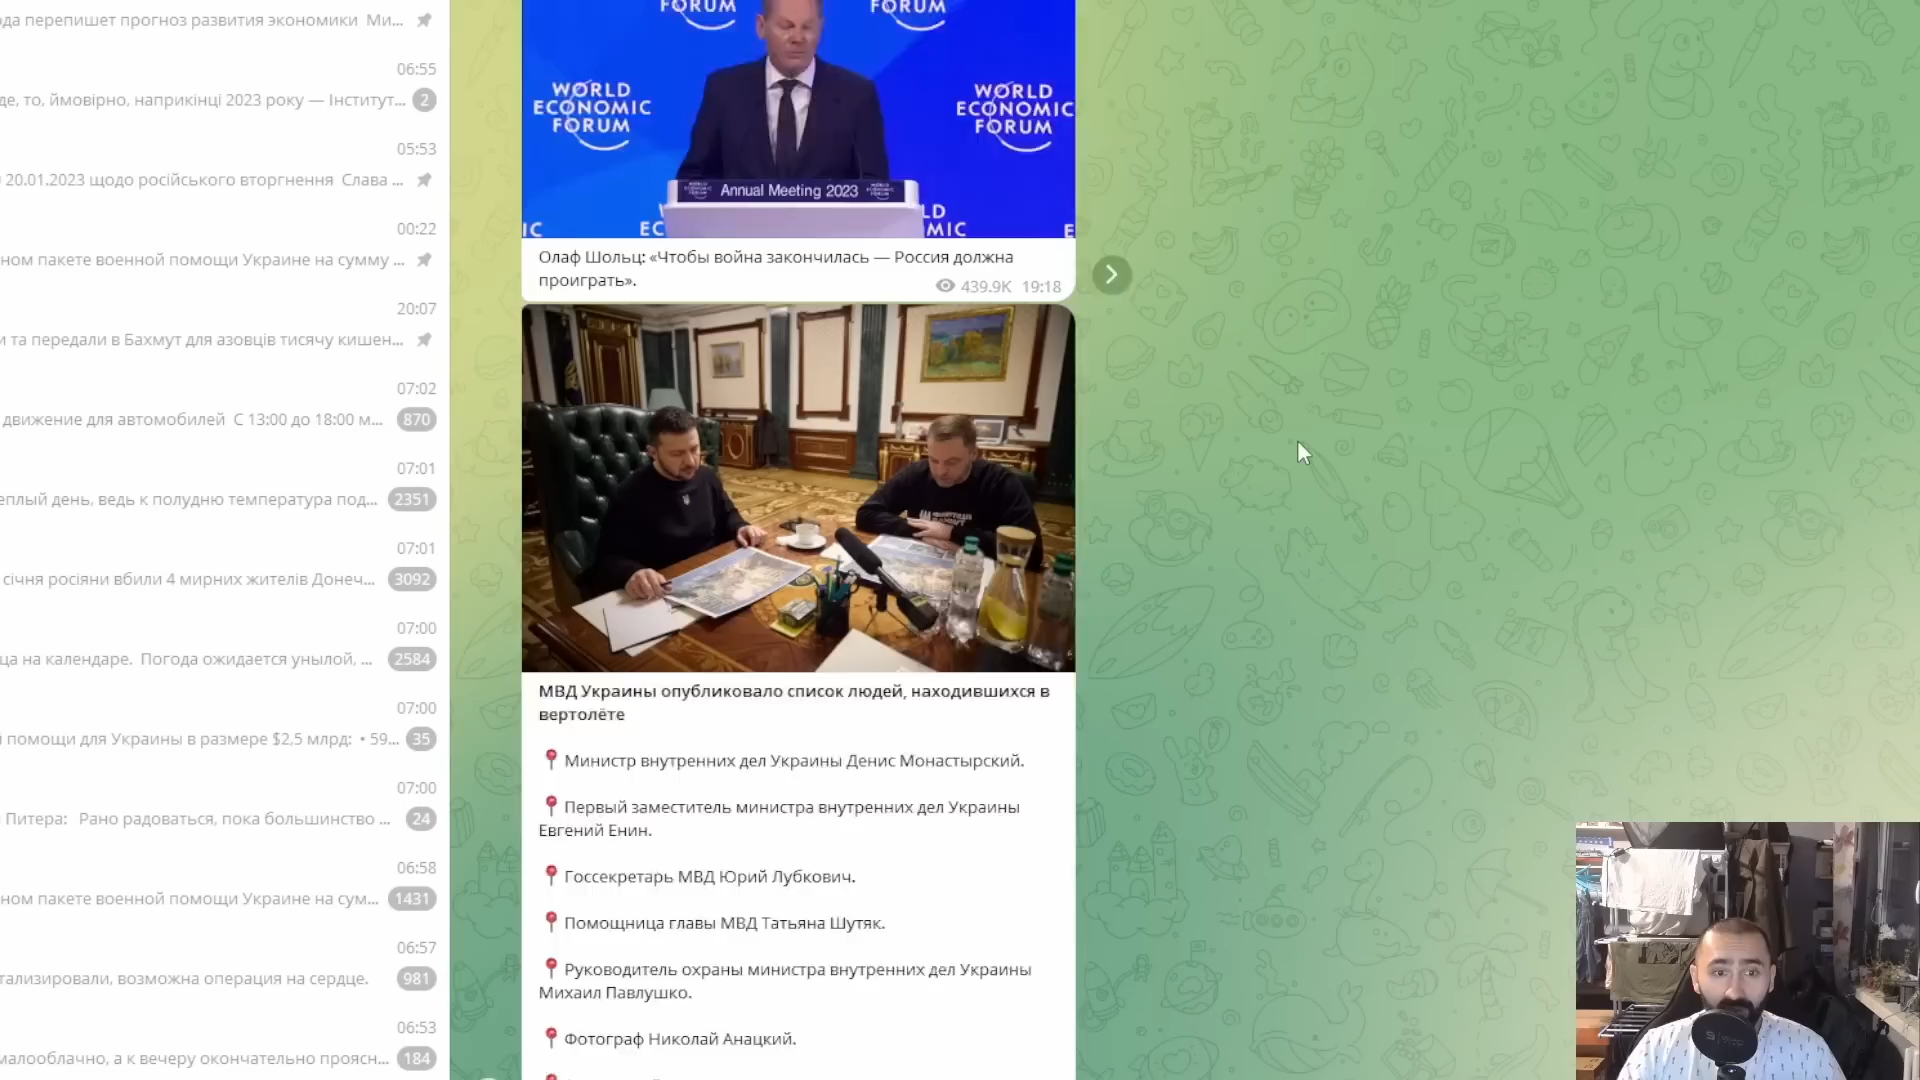 ода перепишет прогноз развития экономики Ми...
06:55
де, то, ймовірно, наприкінці 2023 року — Інститут...
2
05:53
20.01.2023 щодо російського вторгнення Слава ...
00:22
ном пакете военной помощи Украине на сумму ...
20:07
и та передали в Бахмут для азовців тисячу кишен...
07:02
движение для автомобилей С 13:00 до 18:00 м...
870
07:01
еплый день, ведь к полудню температура под...
2351
07:01
січня росіяни вбили 4 мирних жителів Донеч...
3092
07:00
ца на календаре. Погода ожидается унылой, ...
2584
07:00
й помощи для Украины в размере $2,5 млрд: • 59...
35
07:00
Питера: Рано радоваться, пока большинство ...
24
06:58
ном пакете военной помощи Украине на сум...
1431
06:57
тализировали, возможна операция на сердце.
981
06:53
малооблачно, а к вечеру окончательно проясн...
184
FORUM
FORUM
WORLD
ECONOMIC
FORUM
WORLD
ECONOMIC
FORUM
Annual Meeting 2023
IC
EC
LD
MIC
E
Олаф Шольц: «Чтобы война закончилась — Россия должна
проиграть».
439.9K 19:18
МВД Украины опубликовало список людей, находившихся в
вертолёте
📍 Министр внутренних дел Украины Денис Монастырский.
📍 Первый заместитель министра внутренних дел Украины
Евгений Енин.
📍 Госсекретарь МВД Юрий Лубкович.
📍 Помощница главы МВД Татьяна Шутяк.
📍 Руководитель охраны министра внутренних дел Украины
Михаил Павлушко.
📍 Фотограф Николай Анацкий.